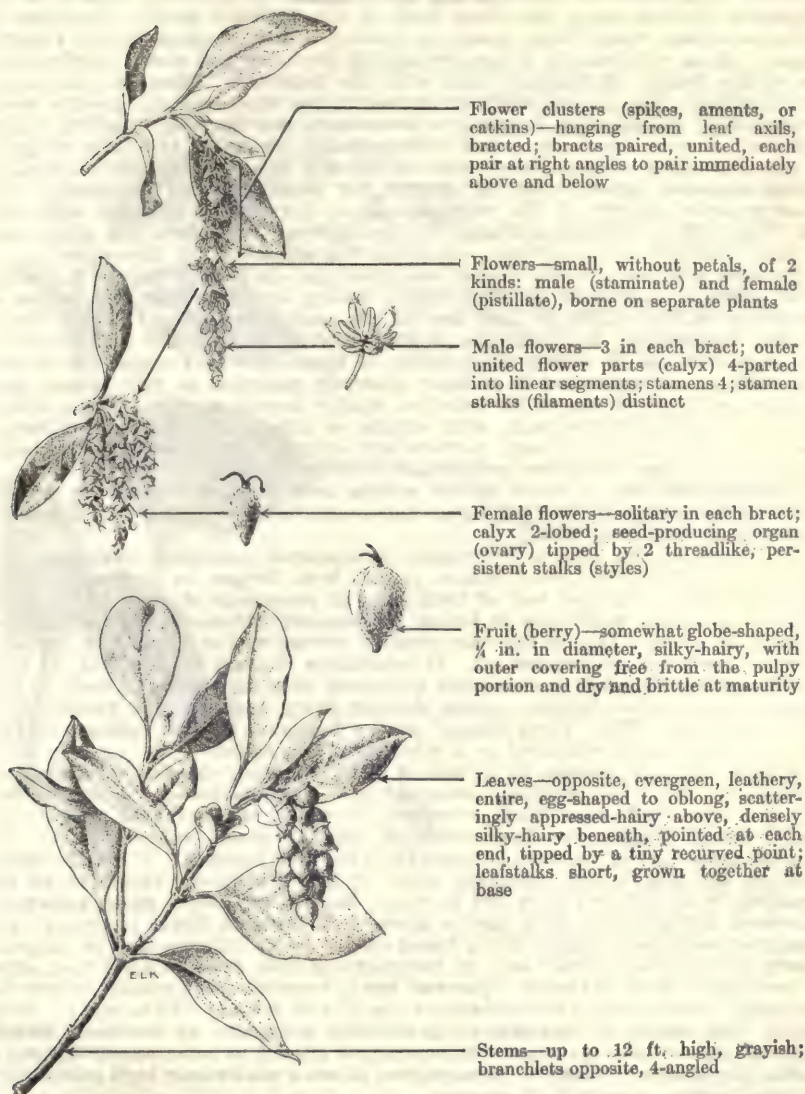 Flower clusters (spikes, aments, or
catkins)—hanging from leaf axils,
bracted; bracts paired, united, each
pair at right angles to pair immediately
above and below
Flowers—small, without petals, of 2
kinds: male (staminate) and female
(pistillate), borne on separate plants
Male flowers—3 in each bract; outer
united flower parts (calyx) 4-parted
into linear segments; stamens 4; stamen
stalks (filaments) distinct
Female flowers—solitary in each bract;
calyx 2-lobed; seed-producing organ
(ovary) tipped by 2 threadlike, per-
sistent stalks (styles)
Fruit (berry)—somewhat globe-shaped,
¼ in. in diameter, silky-hairy, with
outer covering free from the pulpy
portion and dry and brittle at maturity
Leaves—opposite, evergreen, leathery,
entire, egg-shaped to oblong, scatter-
ingly appressed-hairy above, densely
silky-hairy beneath, pointed at each
end, tipped by a tiny recurved point;
leafstalks short, grown together at
base
ELK
Stems—up to 12 ft. high, grayish;
branchlets opposite, 4-angled